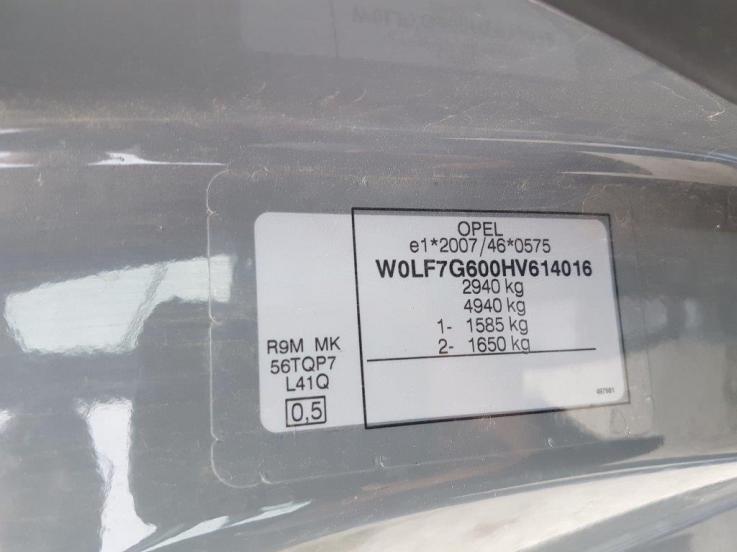 OPEL
e1*2007/46*0575
W0LF7G600HV614016
2940 kg
4940 kg
1- 1585 kg
2- 1650 kg
R9M MK
56TQP7
L41Q
0,5